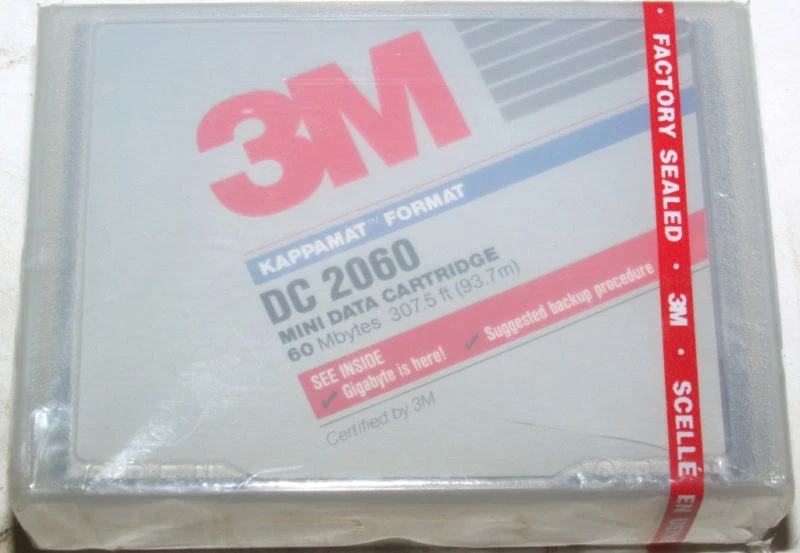 3M
KAPPAMAT™ FORMAT
DC 2060
MINI DATA CARTRIDGE
60 Mbytes 307.5 ft (93.7m)
SEE INSIDE
✓ Gigabyte is here! ✓ Suggested backup procedure
Certified by 3M
• FACTORY SEALED • 3M • SCELLÉ EN